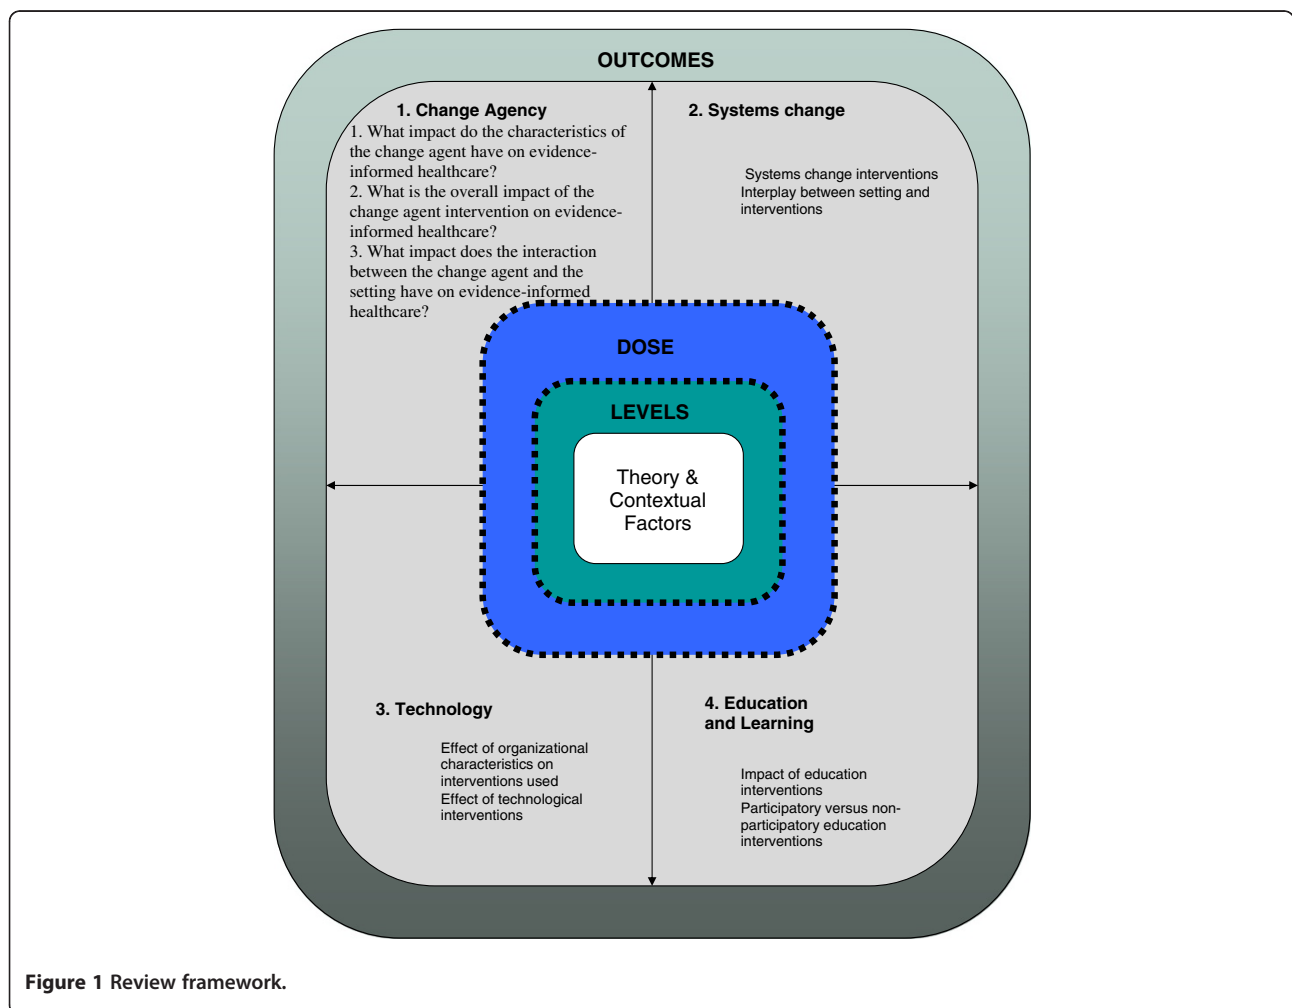 OUTCOMES
1. Change Agency
1. What impact do the characteristics of
the change agent have on evidence-
informed healthcare?
2. What is the overall impact of the
change agent intervention on evidence-
informed healthcare?
3. What impact does the interaction
between the change agent and the
setting have on evidence-informed
healthcare?
2. Systems change
Systems change interventions
Interplay between setting and
interventions
DOSE
LEVELS
Theory &
Contextual
Factors
3. Technology
Effect of organizational
characteristics on
interventions used
Effect of technological
interventions
4. Education
and Learning
Impact of education
interventions
Participatory versus non-
participatory education
interventions
Figure 1 Review framework.